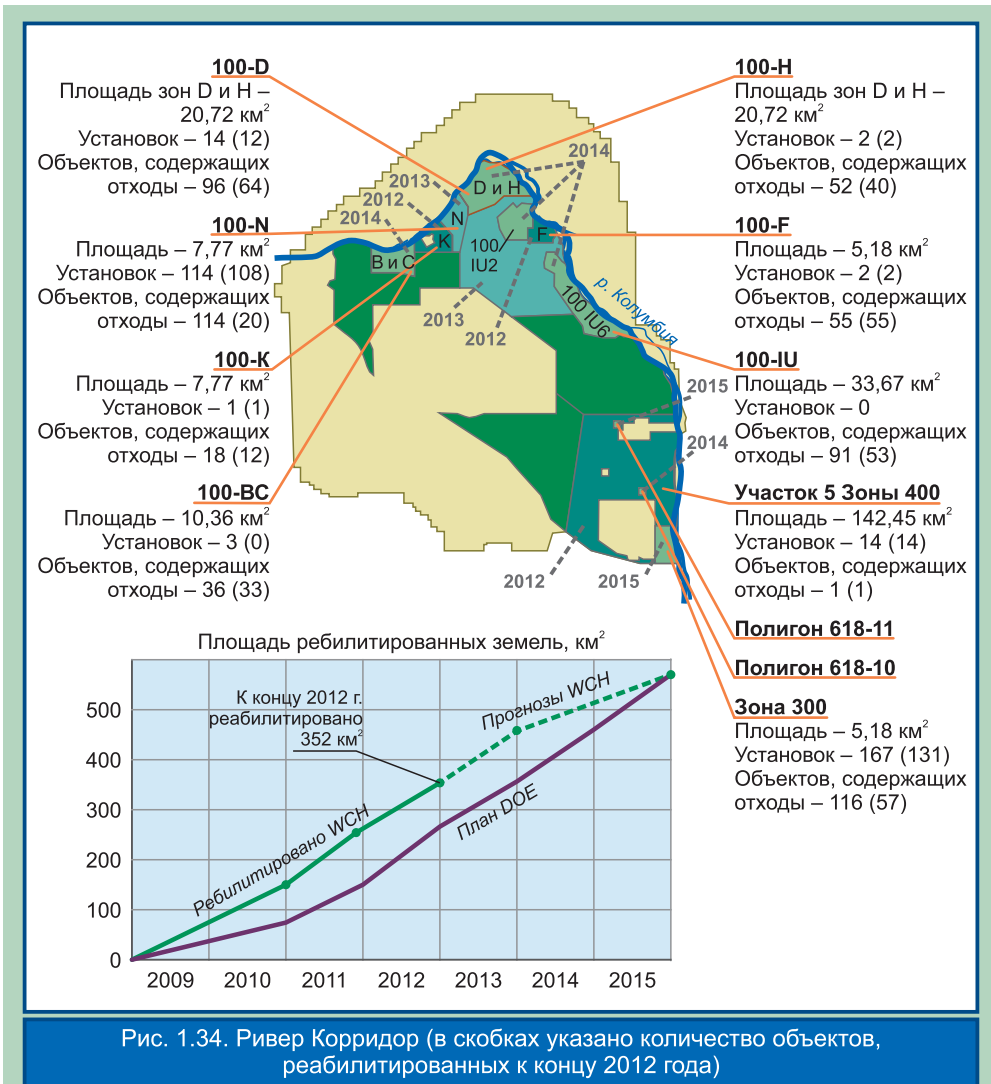 100-D
Площадь зон D и H –
20,72 км²
Установок – 14 (12)
Объектов, содержащих
отходы – 96 (64)
100-N
Площадь – 7,77 км²
Установок – 114 (108)
Объектов, содержащих
отходы – 114 (20)
100-К
Площадь – 7,77 км²
Установок – 1 (1)
Объектов, содержащих
отходы – 18 (12)
100-BC
Площадь – 10,36 км²
Установок – 3 (0)
Объектов, содержащих
отходы – 36 (33)
100-H
Площадь зон D и H –
20,72 км²
Установок – 2 (2)
Объектов, содержащих
отходы – 52 (40)
100-F
Площадь – 5,18 км²
Установок – 2 (2)
Объектов, содержащих
отходы – 55 (55)
100-IU
Площадь – 33,67 км²
Установок – 0
Объектов, содержащих
отходы – 91 (53)
Участок 5 Зоны 400
Площадь – 142,45 км²
Установок – 14 (14)
Объектов, содержащих
отходы – 1 (1)
Полигон 618-11
Полигон 618-10
Зона 300
Площадь – 5,18 км²
Установок – 167 (131)
Объектов, содержащих
отходы – 116 (57)
2014
2013
2012
2014
D и H
N
K
F
B и C
100
IU2
100 IU6
р. Колумбия
2013
2012
2015
2014
2012
2015
Площадь ребилитированных земель, км²
500
400
300
200
100
0
К концу 2012 г.
реабилитировано
352 км²
Прогнозы WCH
Ребилитировано WCH
План DOE
2009
2010
2011
2012
2013
2014
2015
Рис. 1.34. Ривер Корридор (в скобках указано количество объектов,
реабилитированных к концу 2012 года)